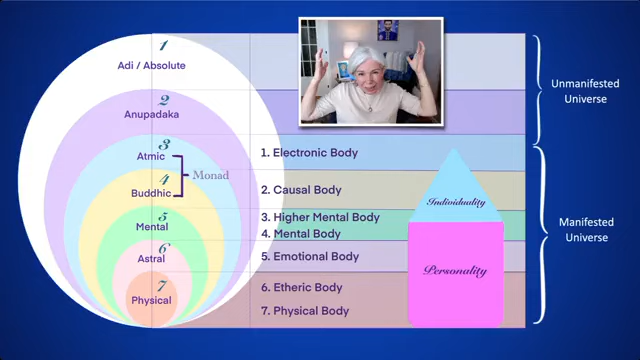 1
Adi / Absolute
2
Anupadaka
3
Atmic
4
Buddhic
Monad
5
Mental
6
Astral
7
Physical
1. Electronic Body
2. Causal Body
3. Higher Mental Body
4. Mental Body
5. Emotional Body
6. Etheric Body
7. Physical Body
Individuality
Personality
Unmanifested
Universe
Manifested
Universe